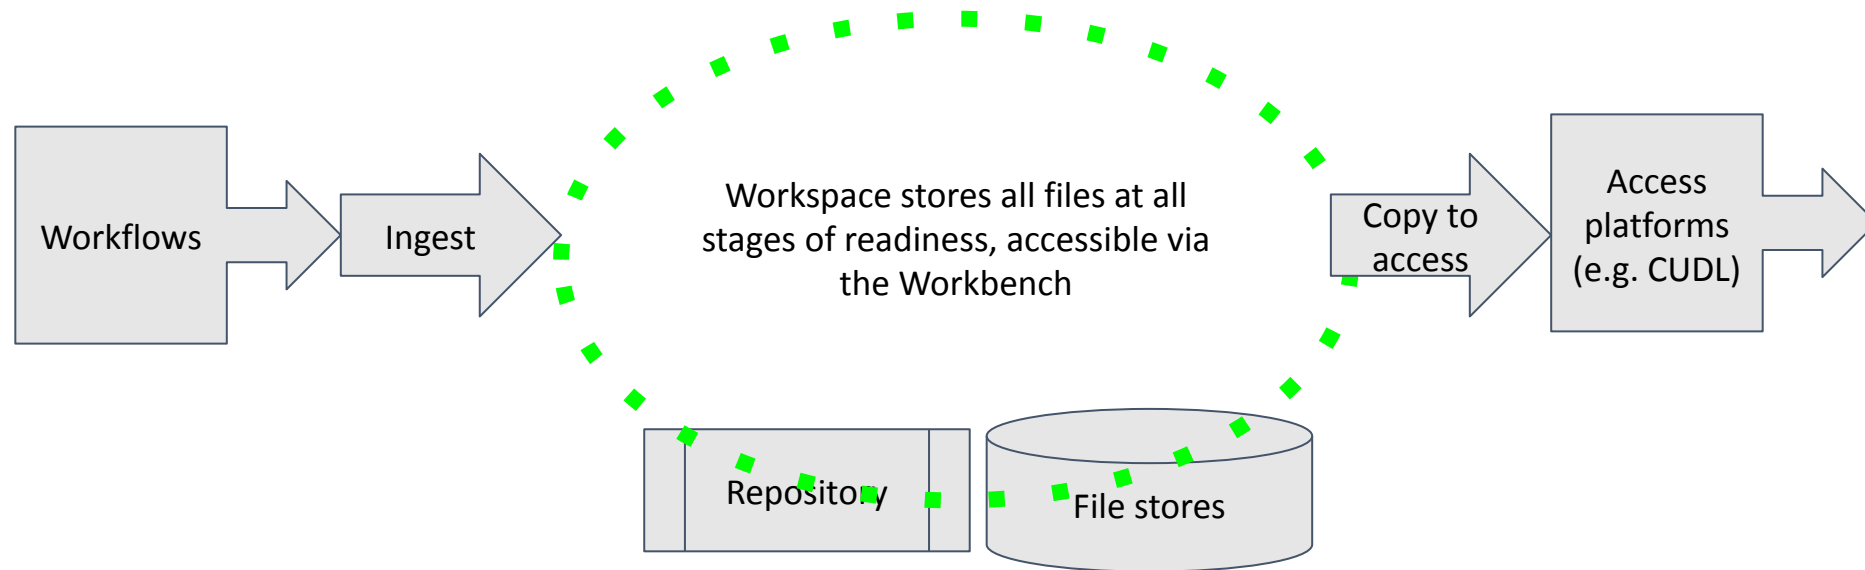 Workflows
Ingest
Workspace stores all files at all
stages of readiness, accessible via
the Workbench
Copy to
access
Access
platforms
(e.g. CUDL)
Repository
File stores